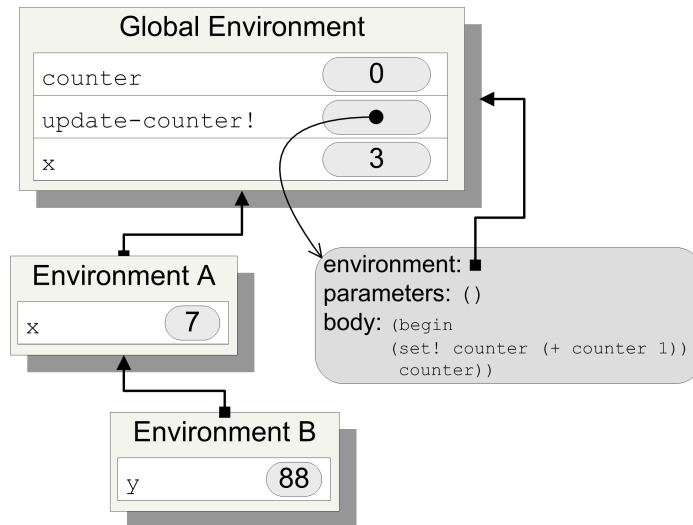 Global Environment
counter 0
update-counter!
x 3
Environment A
x 7
environment:
parameters: ()
body: (begin
(set! counter (+ counter 1))
counter))
Environment B
y 88